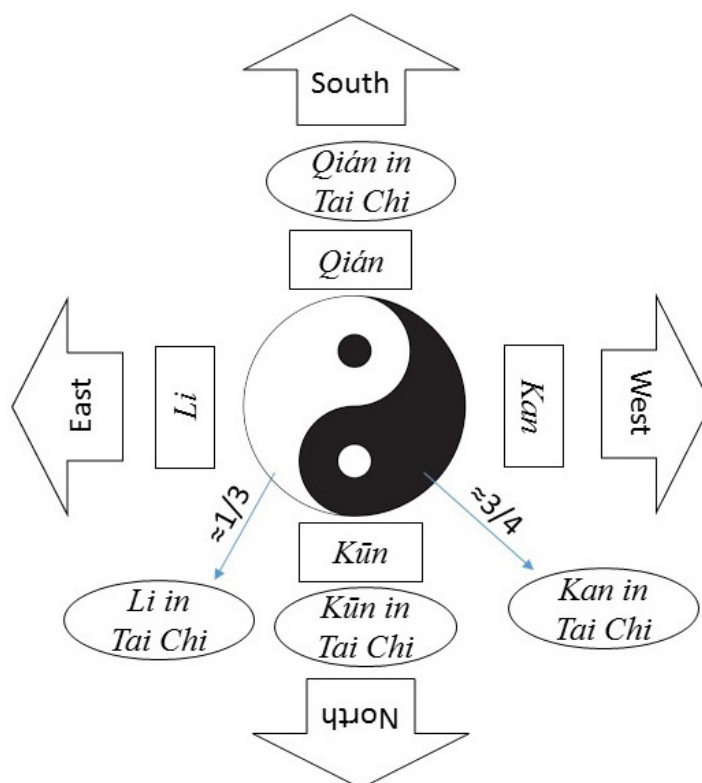 South
Qián in
Tai Chi
Qián
East
Li
Kan
West
≈1/3
≈3/4
Kūn
Li in
Tai Chi
Kūn in
Tai Chi
Kan in
Tai Chi
North